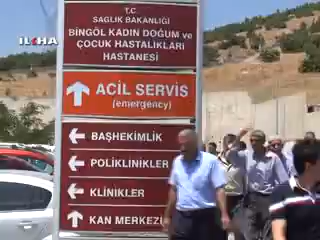 İLKHA
T.C.
SAĞLIK BAKANLIĞI
BİNGÖL KADIN DOĞUM ve
ÇOCUK HASTALIKLARI
HASTANESİ
ACİL SERVİS
(emergency)
BAŞHEKİMLİK
POLİKLİNİKLER
KLİNİKLER
KAN MERKEZİ